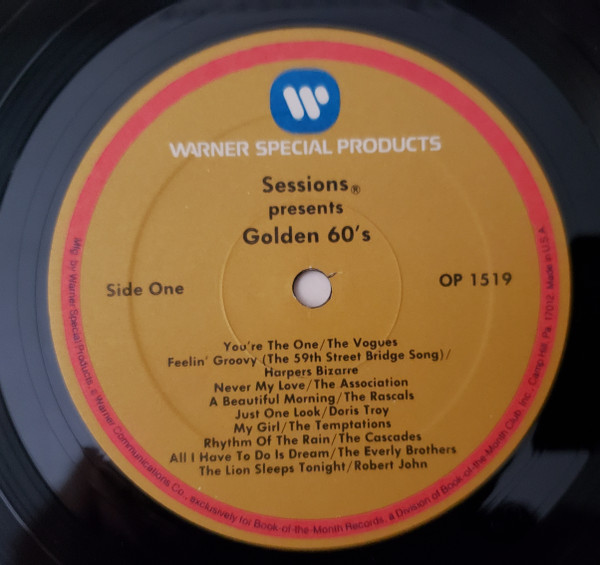 W
WARNER SPECIAL PRODUCTS
Sessions®
presents
Golden 60's
Side One
OP 1519
You're The One/The Vogues
Feelin' Groovy (The 59th Street Bridge Song)/
Harpers Bizarre
Never My Love/The Association
A Beautiful Morning/The Rascals
Just One Look/Doris Troy
My Girl/The Temptations
Rhythm Of The Rain/The Cascades
All I Have To Do Is Dream/The Everly Brothers
The Lion Sleeps Tonight/Robert John
Mfg. by Warner Special Products, a Warner Communications Co., exclusively for Book-of-the-Month Records, a Division of Book-of-the-Month Club, Inc., Camp Hill, Pa. 17012. Made in U.S.A.